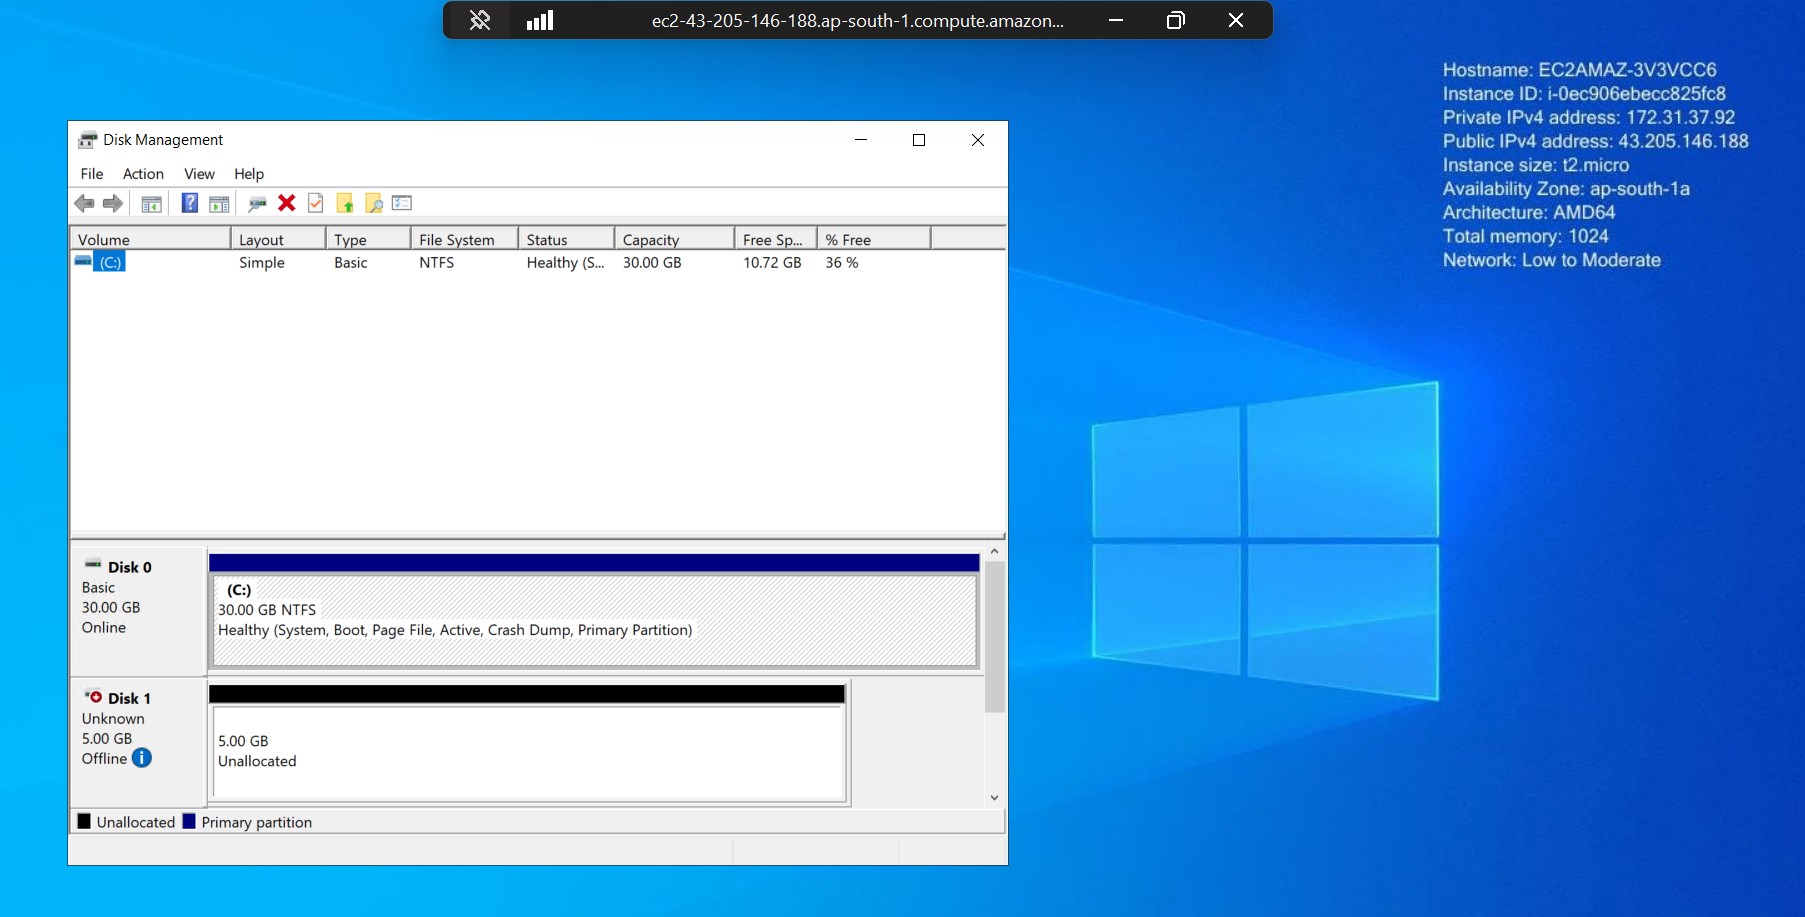 ec2-43-205-146-188.ap-south-1.compute.amazon...
Hostname: EC2AMAZ-3V3VCC6
Instance ID: i-0ec906ebecc825fc8
Private IPv4 address: 172.31.37.92
Public IPv4 address: 43.205.146.188
Instance size: t2.micro
Availability Zone: ap-south-1a
Architecture: AMD64
Total memory: 1024
Network: Low to Moderate
Disk Management
File Action View Help
Volume Layout Type File System Status Capacity Free Sp... % Free
(C:) Simple Basic NTFS Healthy (S... 30.00 GB 10.72 GB 36 %
Disk 0
Basic
30.00 GB
Online
(C:)
30.00 GB NTFS
Healthy (System, Boot, Page File, Active, Crash Dump, Primary Partition)
Disk 1
Unknown
5.00 GB
Offline
5.00 GB
Unallocated
Unallocated Primary partition